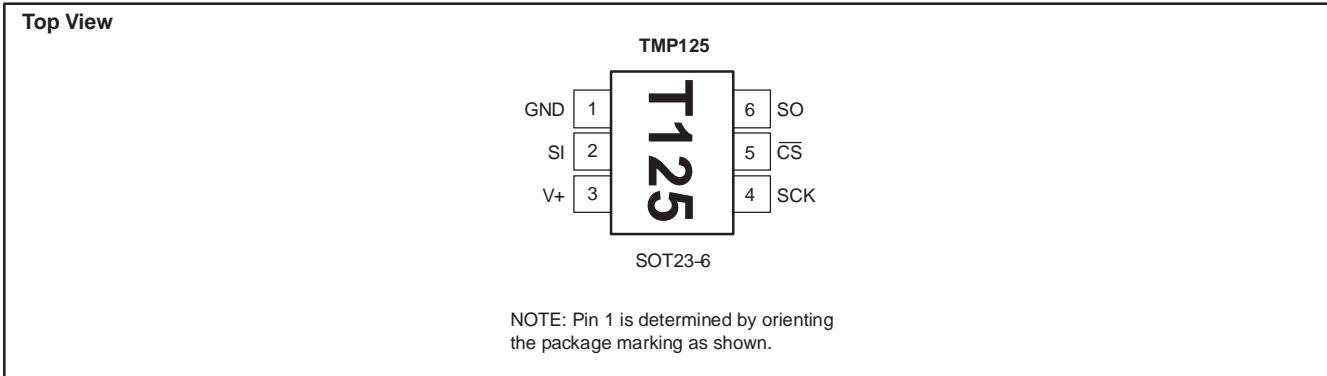 Top View
TMP125
GND 1 T125 6 SO
SI 2 5 CS
V+ 3 4 SCK
SOT23-6
NOTE: Pin 1 is determined by orienting
the package marking as shown.